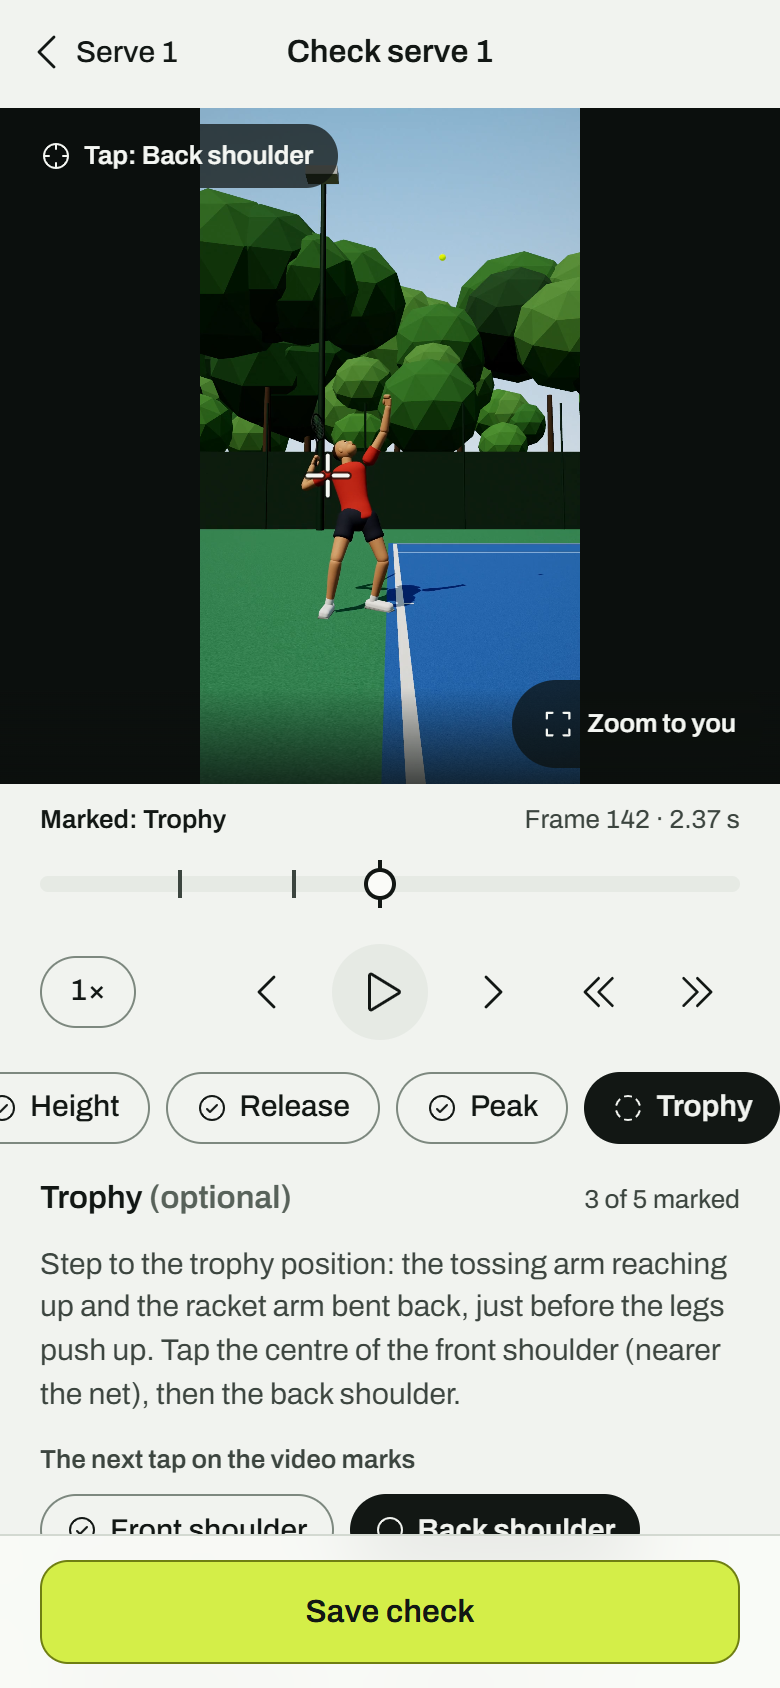 Serve 1
Check serve 1
Tap: Back shoulder
Zoom to you
Marked: Trophy
Frame 142 · 2.37 s
1×
Height
Release
Peak
Trophy
Trophy (optional)
3 of 5 marked
Step to the trophy position: the tossing arm reaching
up and the racket arm bent back, just before the legs
push up. Tap the centre of the front shoulder (nearer
the net), then the back shoulder.
The next tap on the video marks
Front shoulder
Back shoulder
Save check